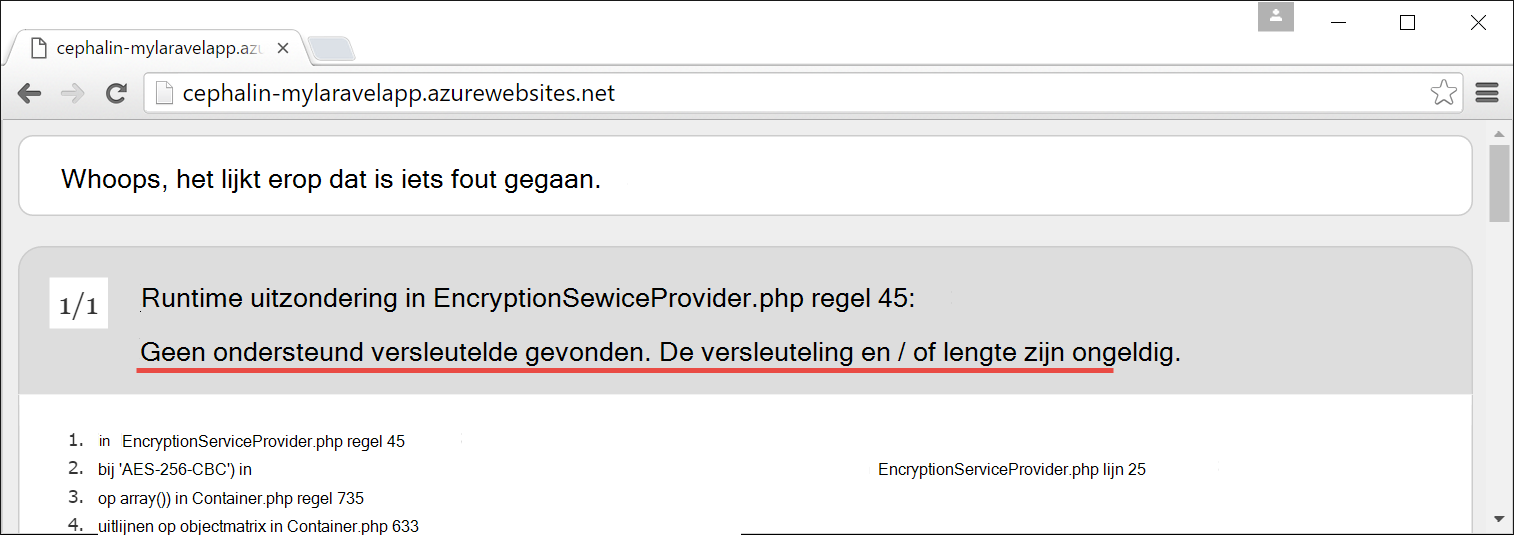 cephalin-mylaravelapp.azu
cephalin-mylaravelapp.azurewebsites.net
Whoops, het lijkt erop dat is iets fout gegaan.
1/1
Runtime uitzondering in EncryptionSewiceProvider.php regel 45:
Geen ondersteund versleutelde gevonden. De versleuteling en / of lengte zijn ongeldig.
1. in EncryptionServiceProvider.php regel 45
2. bij 'AES-256-CBC') in EncryptionServiceProvider.php lijn 25
3. op array()) in Container.php regel 735
4. uitlijnen op objectmatrix in Container.php 633